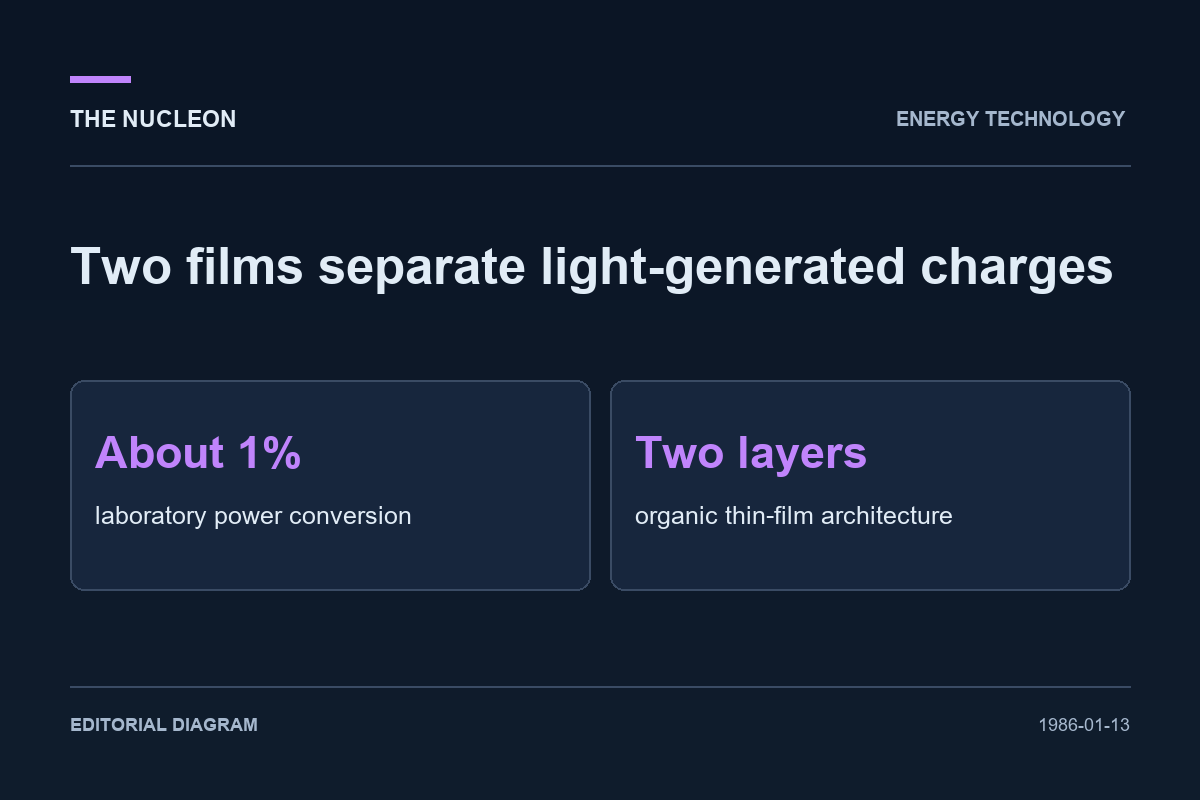 THE NUCLEON
ENERGY TECHNOLOGY
Two films separate light-generated charges
About 1%
laboratory power conversion
Two layers
organic thin-film architecture
EDITORIAL DIAGRAM
1986-01-13